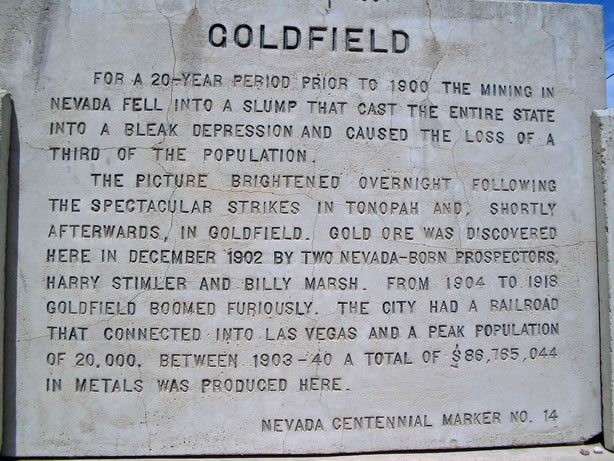 GOLDFIELD
FOR A 20-YEAR PERIOD PRIOR TO 1900 THE MINING IN
NEVADA FELL INTO A SLUMP THAT CAST THE ENTIRE STATE
INTO A BLEAK DEPRESSION AND CAUSED THE LOSS OF A
THIRD OF THE POPULATION.
THE PICTURE BRIGHTENED OVERNIGHT FOLLOWING
THE SPECTACULAR STRIKES IN TONOPAH AND, SHORTLY
AFTERWARDS, IN GOLDFIELD. GOLD ORE WAS DISCOVERED
HERE IN DECEMBER 1902 BY TWO NEVADA-BORN PROSPECTORS,
HARRY STIMLER AND BILLY MARSH. FROM 1904 TO 1918
GOLDFIELD BOOMED FURIOUSLY. THE CITY HAD A RAILROAD
THAT CONNECTED INTO LAS VEGAS AND A PEAK POPULATION
OF 20,000. BETWEEN 1903-40 A TOTAL OF $86,765,044
IN METALS WAS PRODUCED HERE.
NEVADA CENTENNIAL MARKER NO. 14